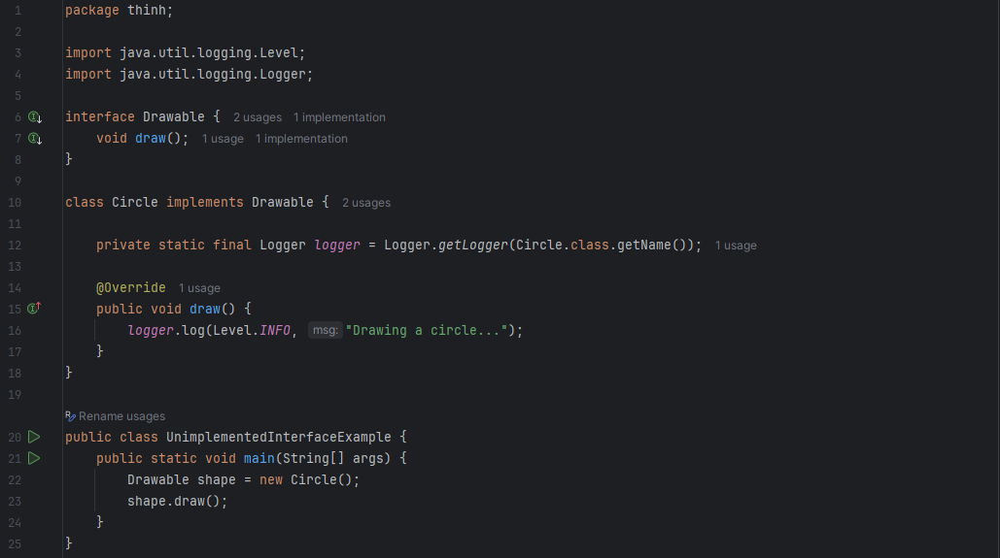 1 package thinh;
2
3 import java.util.logging.Level;
4 import java.util.logging.Logger;
5
6 interface Drawable { 2 usages 1 implementation
7 void draw(); 1 usage 1 implementation
8 }
9
10 class Circle implements Drawable { 2 usages
11
12 private static final Logger logger = Logger.getLogger(Circle.class.getName()); 1 usage
13
14 @Override 1 usage
15 public void draw() {
16 logger.log(Level.INFO, msg: "Drawing a circle...");
17 }
18 }
19
Rename usages
20 public class UnimplementedInterfaceExample {
21 public static void main(String[] args) {
22 Drawable shape = new Circle();
23 shape.draw();
24 }
25 }